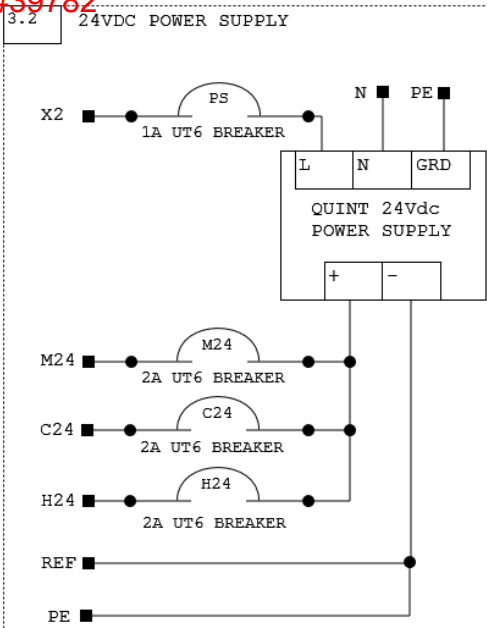 #39782
3.2 24VDC POWER SUPPLY
PS
N PE
X2
1A UT6 BREAKER
L N GRD
QUINT 24Vdc
POWER SUPPLY
+ -
M24
M24
2A UT6 BREAKER
C24
C24
2A UT6 BREAKER
H24
H24
2A UT6 BREAKER
REF
PE